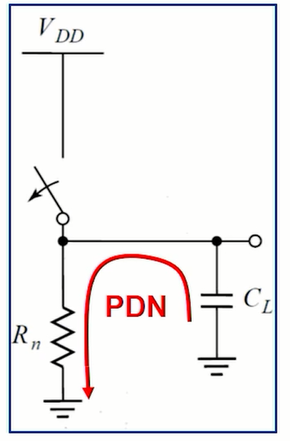 V_DD
PDN
R_n
C_L